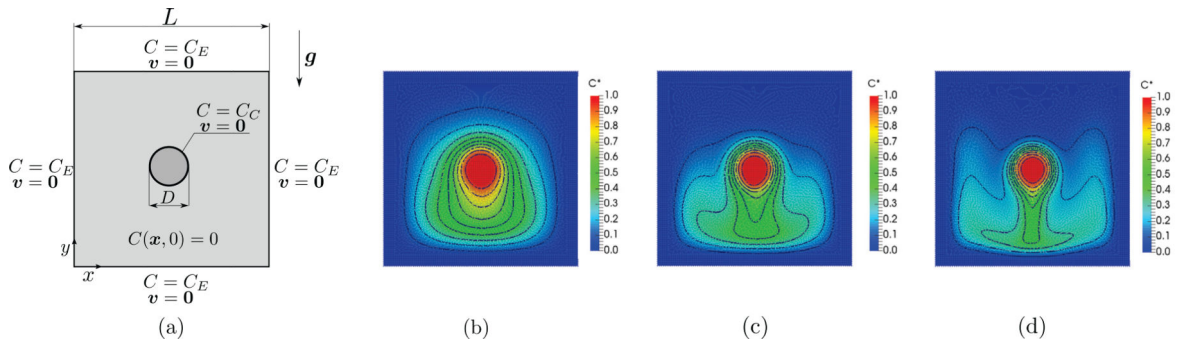 L
C = C_E
v = 0
g
C = C_C
v = 0
C = C_E
v = 0
C = C_E
v = 0
D
C(x, 0) = 0
y
x
C = C_E
v = 0
(a)
C*
1.0
0.9
0.8
0.7
0.6
0.5
0.4
0.3
0.2
0.1
0.0
(b)
C*
1.0
0.9
0.8
0.7
0.6
0.5
0.4
0.3
0.2
0.1
0.0
(c)
C*
1.0
0.9
0.8
0.7
0.6
0.5
0.4
0.3
0.2
0.1
0.0
(d)